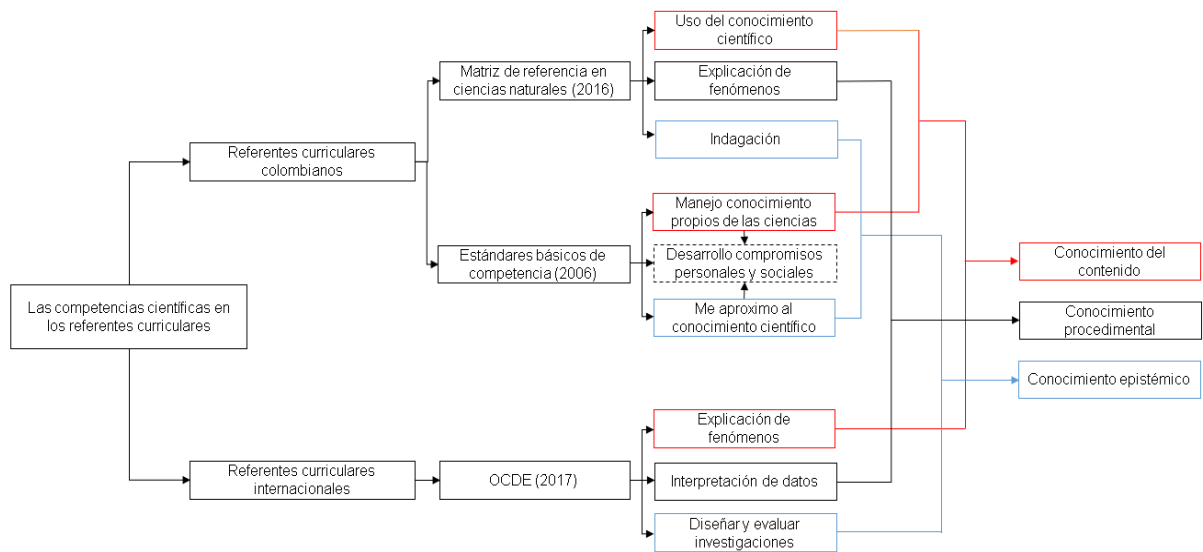 Las competencias científicas en
los referentes curriculares
Referentes curriculares
colombianos
Referentes curriculares
internacionales
Matriz de referencia en
ciencias naturales (2016)
Estándares básicos de
competencia (2006)
OCDE (2017)
Uso del conocimiento
científico
Explicación de
fenómenos
Indagación
Manejo conocimiento
propios de las ciencias
Desarrollo compromisos
personales y sociales
Me aproximo al
conocimiento científico
Explicación de
fenómenos
Interpretación de datos
Diseñar y evaluar
investigaciones
Conocimiento del
contenido
Conocimiento
procedimental
Conocimiento epistémico